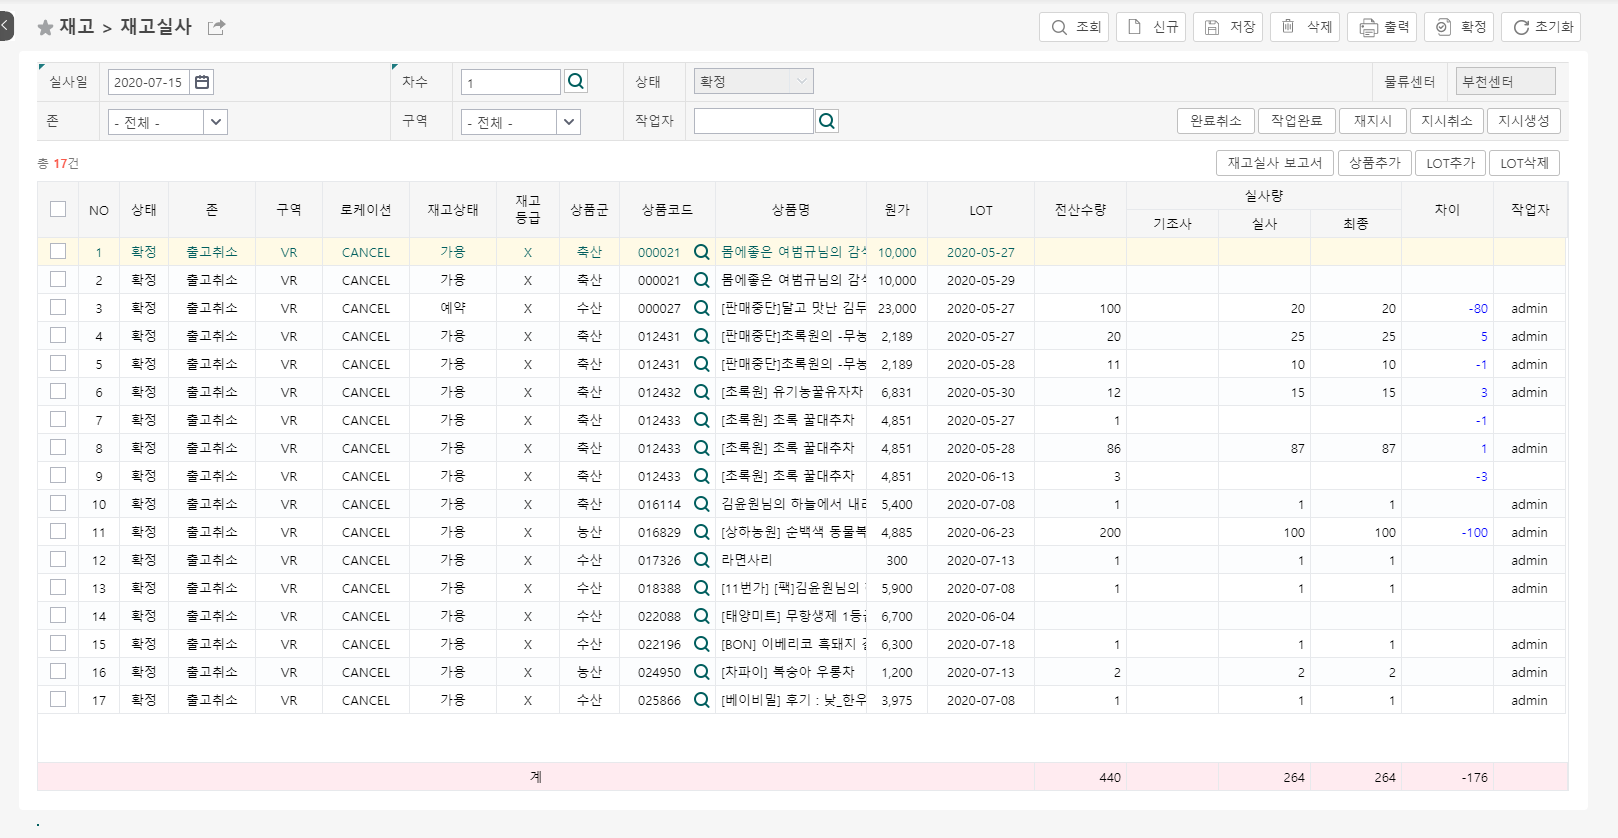 재고 > 재고실사 조회 신규 저장 삭제 출력 확정 초기화
실사일 2020-07-15 차수 1 상태 확정 물류센터 부천센터
존 - 전체 - 구역 - 전체 - 작업자 완료취소 작업완료 재지시 지시취소 지시생성
총 17건 재고실사 보고서 상품추가 LOT추가 LOT삭제
NO 상태 존 구역 로케이션 재고상태 재고 등급 상품군 상품코드 상품명 원가 LOT 전산수량 실사량 차이 작업자
기조사 실사 최종
1 확정 출고취소 VR CANCEL 가용 X 축산 000021 몸에좋은 여범규님의 감 10,000 2020-05-27
2 확정 출고취소 VR CANCEL 가용 X 축산 000021 몸에좋은 여범규님의 감 10,000 2020-05-29
3 확정 출고취소 VR CANCEL 예약 X 수산 000027 [판매중단]달고 맛난 김두 23,000 2020-05-27 100 20 20 -80 admin
4 확정 출고취소 VR CANCEL 가용 X 축산 012431 [판매중단]초록원의 -무농 2,189 2020-05-27 20 25 25 5 admin
5 확정 출고취소 VR CANCEL 가용 X 축산 012431 [판매중단]초록원의 -무농 2,189 2020-05-28 11 10 10 -1 admin
6 확정 출고취소 VR CANCEL 가용 X 축산 012432 [초록원] 유기농꿀유자차 6,831 2020-05-30 12 15 15 3 admin
7 확정 출고취소 VR CANCEL 가용 X 축산 012433 [초록원] 초록 꿀대추차 4,851 2020-05-27 1 -1
8 확정 출고취소 VR CANCEL 가용 X 축산 012433 [초록원] 초록 꿀대추차 4,851 2020-05-28 86 87 87 1 admin
9 확정 출고취소 VR CANCEL 가용 X 축산 012433 [초록원] 초록 꿀대추차 4,851 2020-06-13 3 -3
10 확정 출고취소 VR CANCEL 가용 X 축산 016114 김윤원님의 하늘에서 내 5,400 2020-07-08 1 1 1 admin
11 확정 출고취소 VR CANCEL 가용 X 농산 016829 [상하농원] 순백색 동물복 4,885 2020-06-23 200 100 100 -100 admin
12 확정 출고취소 VR CANCEL 가용 X 수산 017326 라면사리 300 2020-07-13 1 1 1 admin
13 확정 출고취소 VR CANCEL 가용 X 수산 018388 [11번가] [팩]김윤원님의 5,900 2020-07-08 1 1 1 admin
14 확정 출고취소 VR CANCEL 가용 X 수산 022088 [태양미트] 무항생제 1등급 6,700 2020-06-04
15 확정 출고취소 VR CANCEL 가용 X 수산 022196 [BON] 이베리코 흑돼지 6,300 2020-07-18 1 1 1 admin
16 확정 출고취소 VR CANCEL 가용 X 농산 024950 [차파이] 복숭아 우롱차 1,200 2020-07-13 2 2 2 admin
17 확정 출고취소 VR CANCEL 가용 X 수산 025866 [베이비밀] 후기 : 낮_한우 3,975 2020-07-08 1 1 1 admin
계 440 264 264 -176